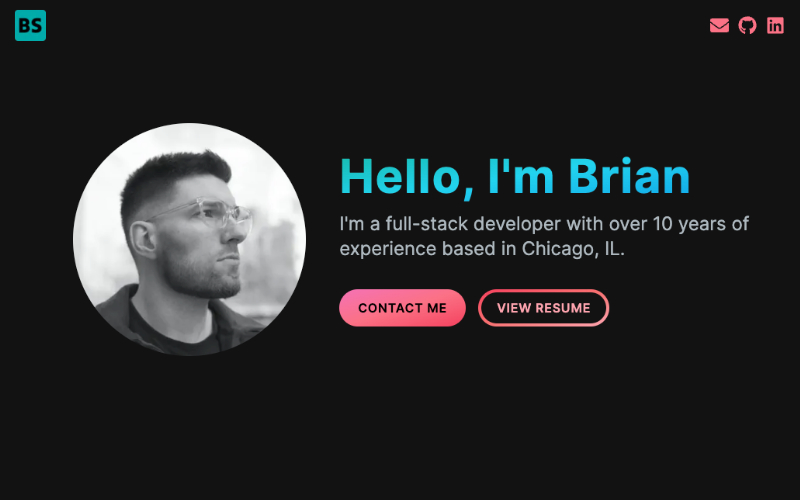 BS
Hello, I'm Brian
I'm a full-stack developer with over 10 years of
experience based in Chicago, IL.
CONTACT ME
VIEW RESUME